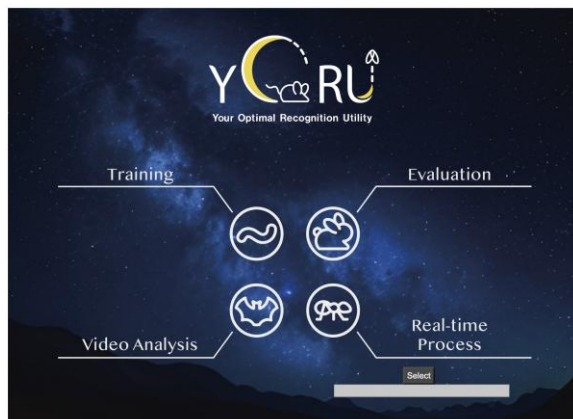 YORU
Your Optimal Recognition Utility
Training
Evaluation
Video Analysis
Real-time
Process
Select